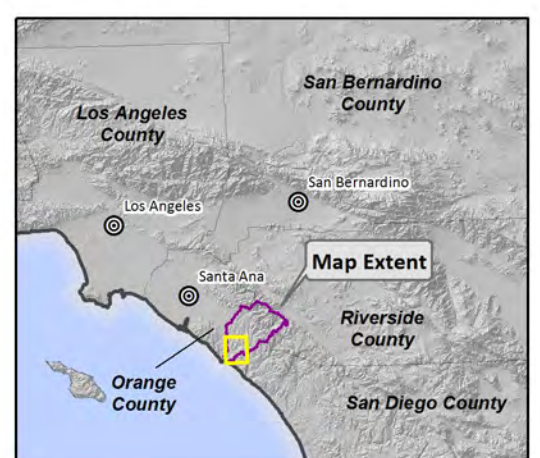 San Bernardino
County
Los Angeles
County
San Bernardino
Los Angeles
Map Extent
Santa Ana
Riverside
County
Orange
County
San Diego County